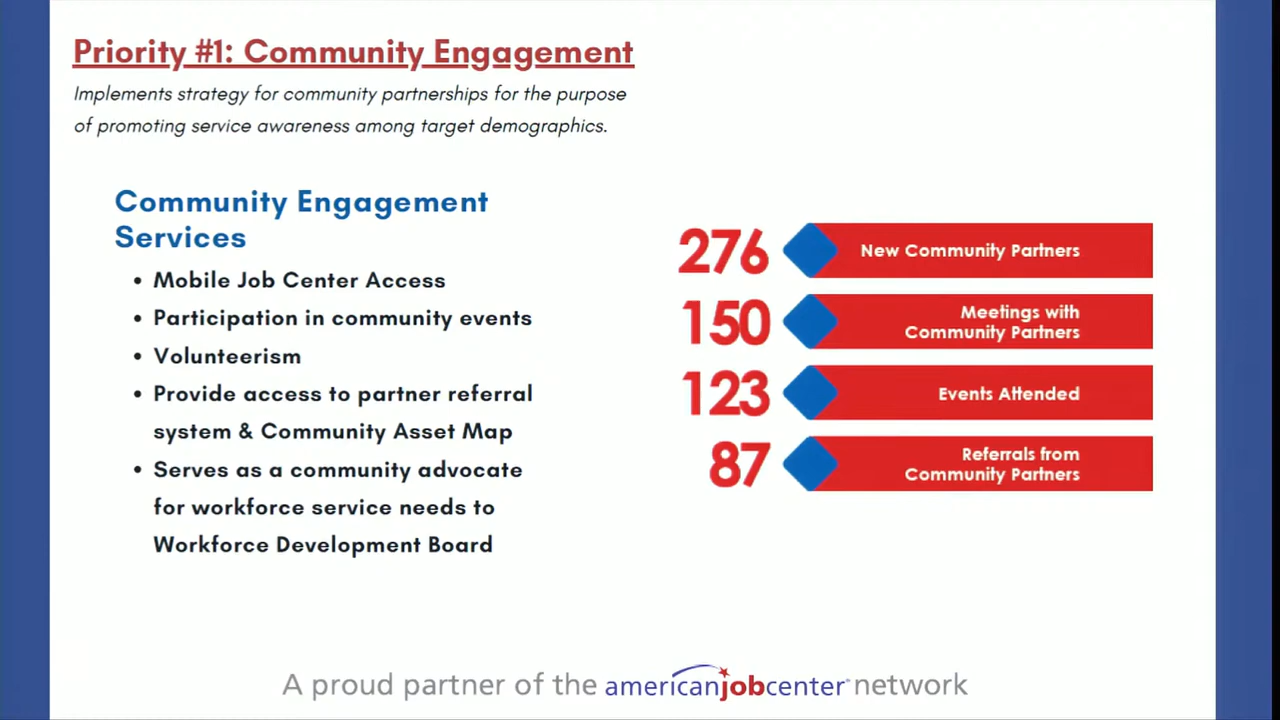 Priority #1: Community Engagement
Implements strategy for community partnerships for the purpose
of promoting service awareness among target demographics.
Community Engagement
Services
• Mobile Job Center Access
• Participation in community events
• Volunteerism
• Provide access to partner referral
system & Community Asset Map
• Serves as a community advocate
for workforce service needs to
Workforce Development Board
276 New Community Partners
150 Meetings with
Community Partners
123 Events Attended
87 Referrals from
Community Partners
A proud partner of the americanjobcenter network